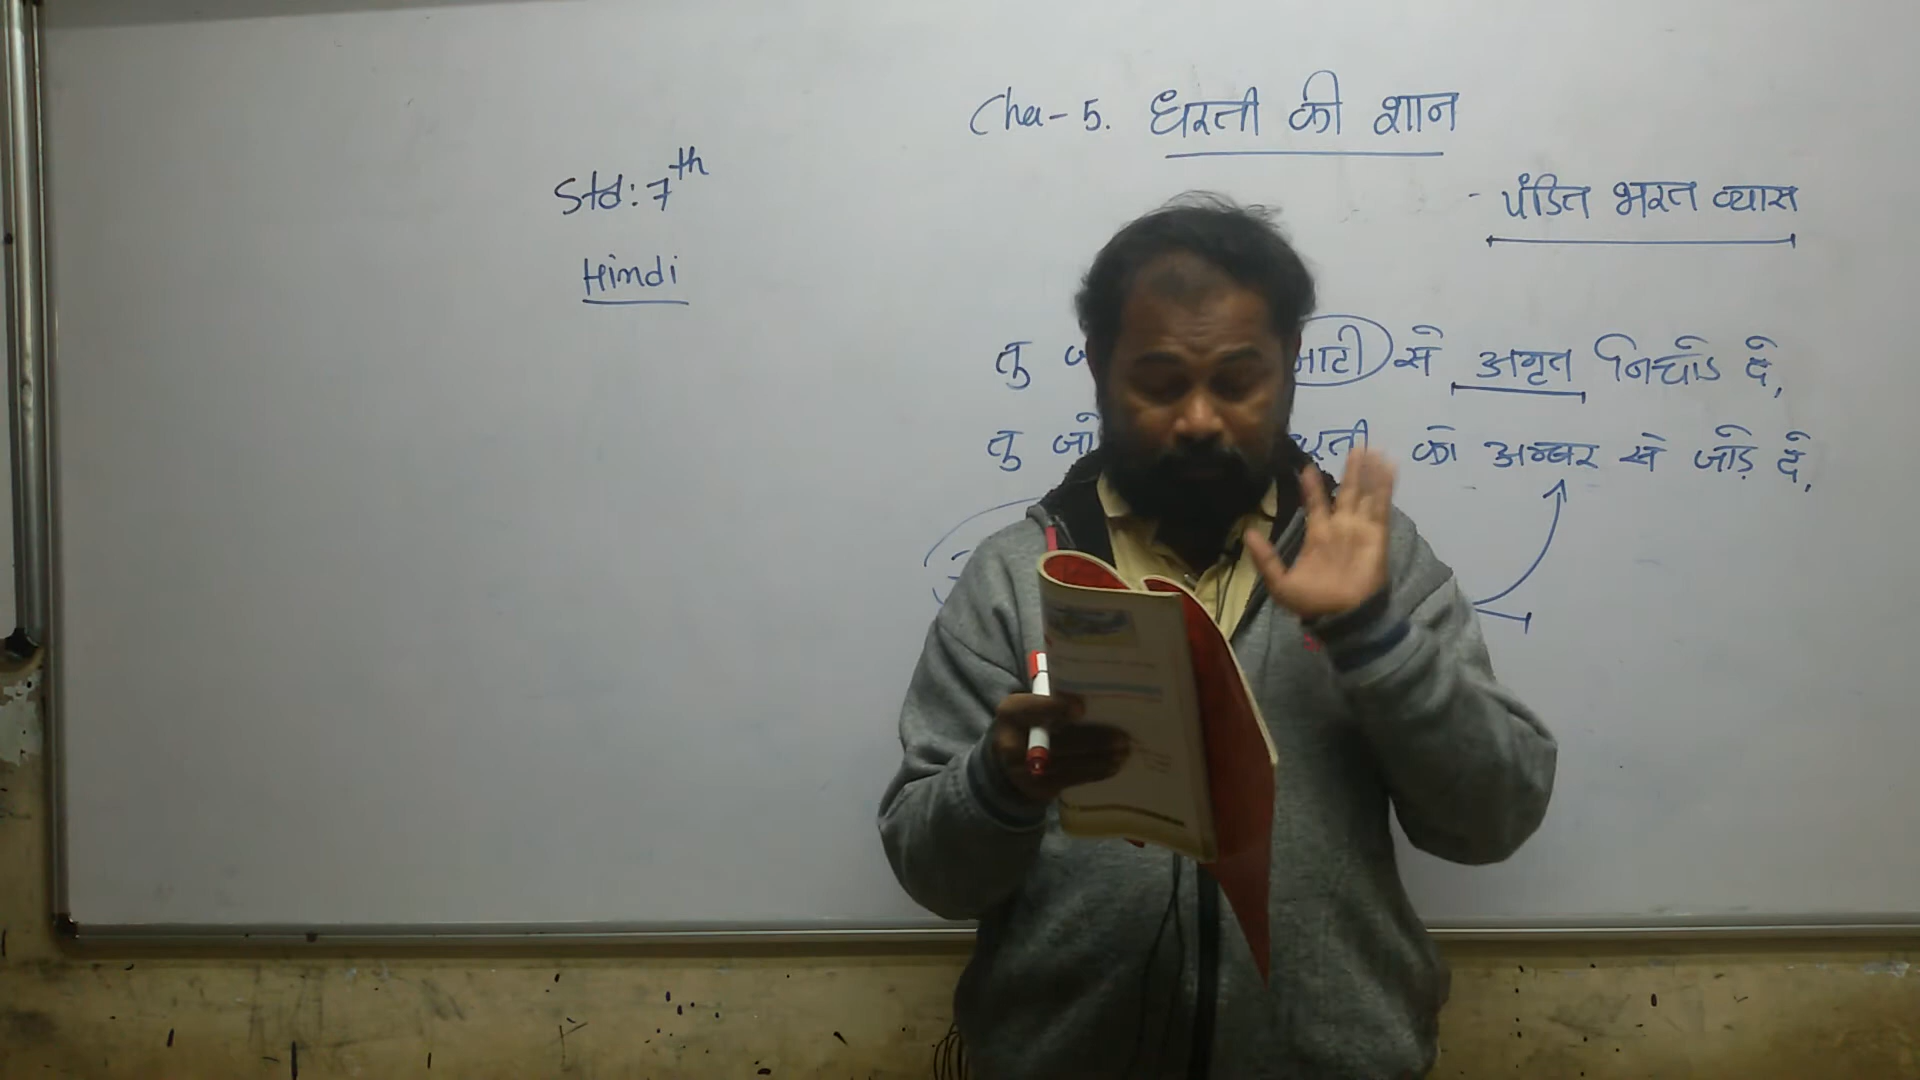 Cha-5. धरती की शान
Std: 7th
- पंडित भरत व्यास
Hindi
तु माटी से अमृत निचोड दे,
तु जो धरती को अम्बर से जोड़ दे,